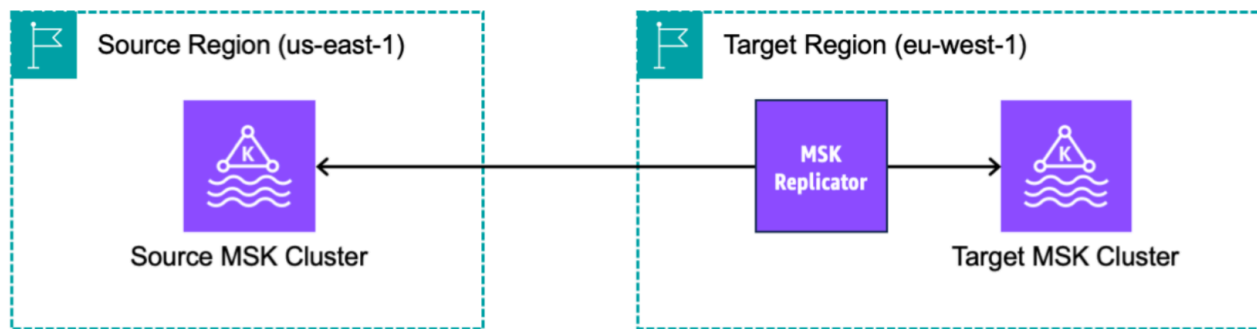 Source Region (us-east-1)
Target Region (eu-west-1)
K
MSK
Replicator
K
Source MSK Cluster
Target MSK Cluster